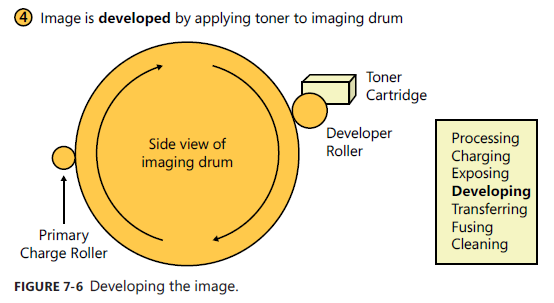 4 Image is developed by applying toner to imaging drum
Toner
Cartridge
Developer
Roller
Side view of
imaging drum
Primary
Charge Roller
Processing
Charging
Exposing
Developing
Transferring
Fusing
Cleaning
FIGURE 7-6 Developing the image.